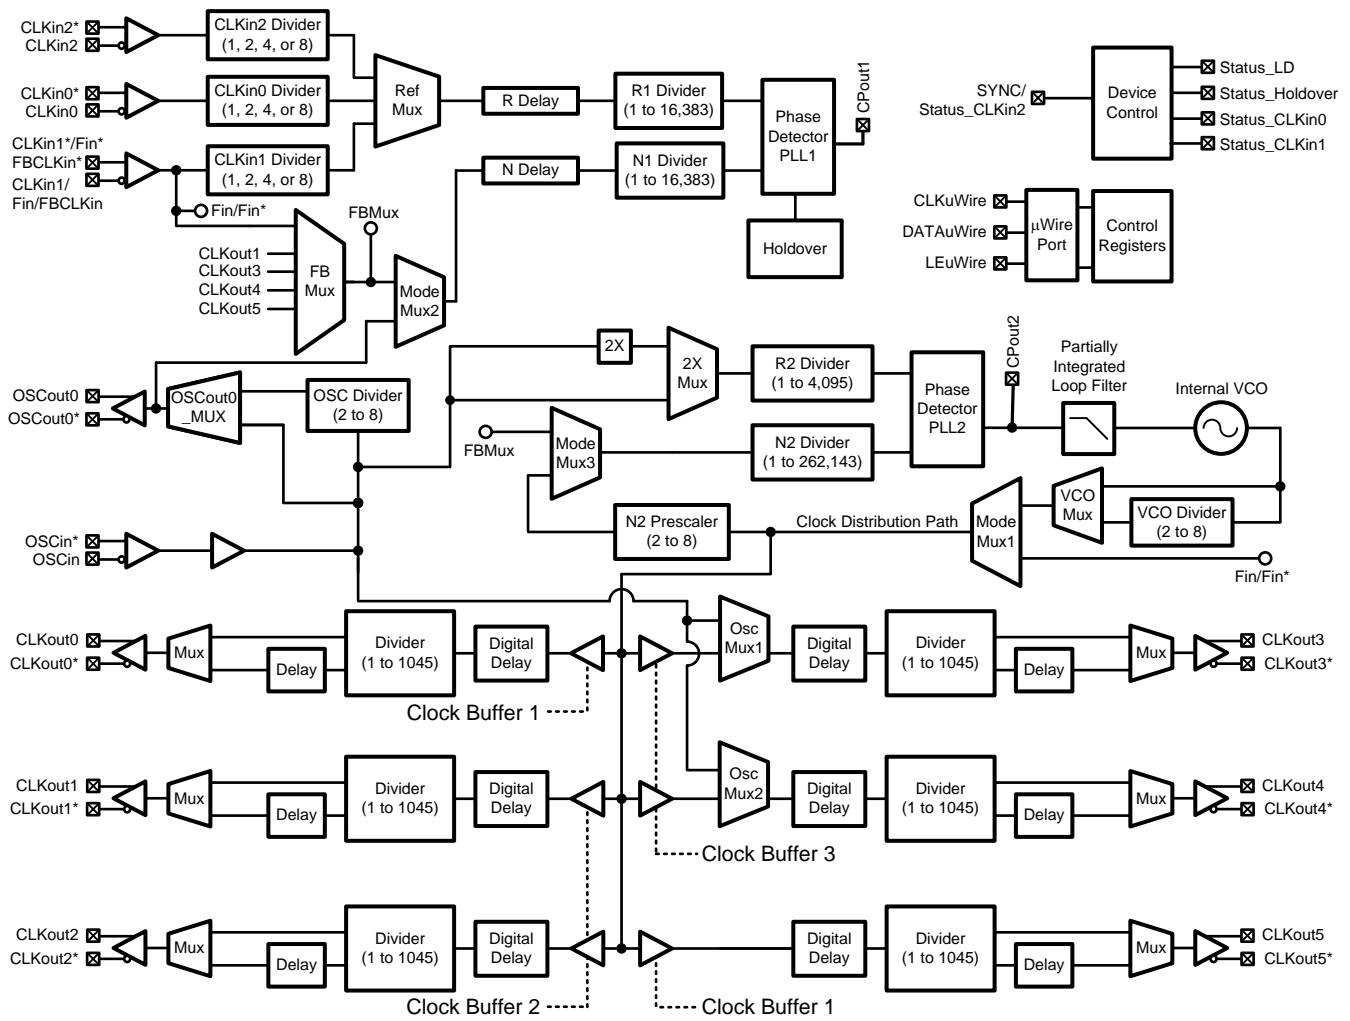 CLKin2*
CLKin2
CLKin2 Divider
(1, 2, 4, or 8)
CLKin0*
CLKin0
CLKin0 Divider
(1, 2, 4, or 8)
CLKin1*/Fin*
FBCLKin*
CLKin1/
Fin/FBCLKin
CLKin1 Divider
(1, 2, 4, or 8)
Fin/Fin*
Ref
Mux
R Delay
R1 Divider
(1 to 16,383)
N Delay
N1 Divider
(1 to 16,383)
Phase
Detector
PLL1
CPout1
Holdover
SYNC/
Status_CLKin2
Device
Control
Status_LD
Status_Holdover
Status_CLKin0
Status_CLKin1
CLKuWire
DATAuWire
LEuWire
µWire
Port
Control
Registers
CLKout1
CLKout3
CLKout4
CLKout5
FB
Mux
FBMux
Mode
Mux2
OSCout0
OSCout0*
OSCout0
_MUX
OSC Divider
(2 to 8)
2X
2X
Mux
R2 Divider
(1 to 4,095)
FBMux
Mode
Mux3
N2 Divider
(1 to 262,143)
Phase
Detector
PLL2
CPout2
Partially
Integrated
Loop Filter
Internal VCO
OSCin*
OSCin
N2 Prescaler
(2 to 8)
Clock Distribution Path
Mode
Mux1
VCO
Mux
VCO Divider
(2 to 8)
Fin/Fin*
CLKout0
CLKout0*
Mux
Delay
Divider
(1 to 1045)
Digital
Delay
Osc
Mux1
Digital
Delay
Divider
(1 to 1045)
Delay
Mux
CLKout3
CLKout3*
Clock Buffer 1
CLKout1
CLKout1*
Mux
Delay
Divider
(1 to 1045)
Digital
Delay
Osc
Mux2
Digital
Delay
Divider
(1 to 1045)
Delay
Mux
CLKout4
CLKout4*
Clock Buffer 3
CLKout2
CLKout2*
Mux
Delay
Divider
(1 to 1045)
Digital
Delay
Digital
Delay
Divider
(1 to 1045)
Delay
Mux
CLKout5
CLKout5*
Clock Buffer 2
Clock Buffer 1